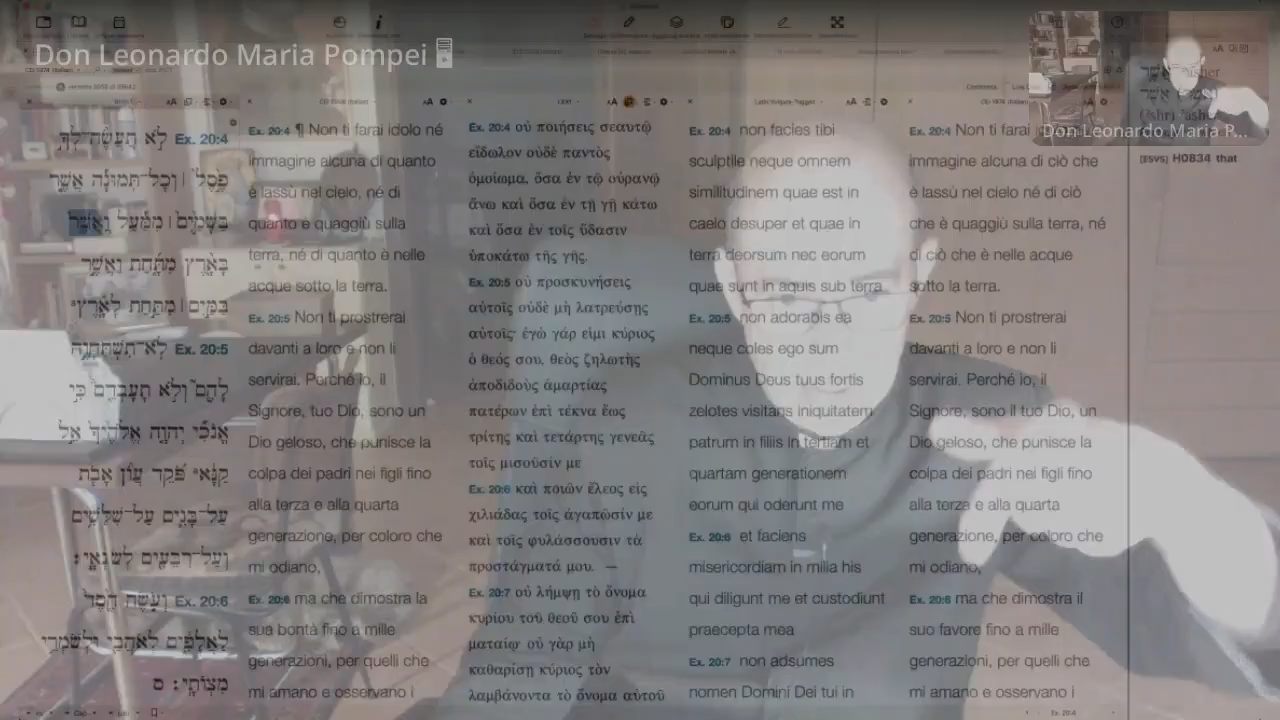 Don Leonardo Maria Pompei
Don Leonardo Maria P...
Ex. 20:4 לֹא תַעֲשֶׂה־לְךָ
פֶסֶל ׀ וְכָל־תְּמוּנָה אֲשֶׁר
בַּשָּׁמַיִם ׀ מִמַּעַל וַאֲשֶׁר
בָּאָרֶץ מִתַּחַת וַאֲשֶׁר
בַּמַּיִם ׀ מִתַּחַת לָאָרֶץ׃
Ex. 20:5 לֹא־תִשְׁתַּחֲוֶה
לָהֶם וְלֹא תָעָבְדֵם כִּי
אָנֹכִי יְהוָה אֱלֹהֶיךָ אֵל
קַנָּא פֹּקֵד עֲוֺן אָבֹת
עַל־בָּנִים עַל־שִׁלֵּשִׁים
וְעַל־רִבֵּעִים לְשֹׂנְאָי׃
Ex. 20:6 וְעֹשֶׂה חֶסֶד
לַאֲלָפִים לְאֹהֲבַי וּלְשֹׁמְרֵי
מִצְוֺתָי׃ ס
Ex. 20:4 ¶ Non ti farai idolo né
immagine alcuna di quanto
è lassù nel cielo, né di
quanto è quaggiù sulla
terra, né di quanto è nelle
acque sotto la terra.
Ex. 20:5 Non ti prostrerai
davanti a loro e non li
servirai. Perché io, il
Signore, tuo Dio, sono un
Dio geloso, che punisce la
colpa dei padri nei figli fino
alla terza e alla quarta
generazione, per coloro che
mi odiano,
Ex. 20:6 ma che dimostra la
sua bontà fino a mille
generazioni, per quelli che
mi amano e osservano i
Ex. 20:4 οὐ ποιήσεις σεαυτῷ
εἴδωλον οὐδὲ παντὸς
ὁμοίωμα, ὅσα ἐν τῷ οὐρανῷ
ἄνω καὶ ὅσα ἐν τῇ γῇ κάτω
καὶ ὅσα ἐν τοῖς ὕδασιν
ὑποκάτω τῆς γῆς.
Ex. 20:5 οὐ προσκυνήσεις
αὐτοῖς οὐδὲ μὴ λατρεύσῃς
αὐτοῖς· ἐγὼ γάρ εἰμι κύριος
ὁ θεός σου, θεὸς ζηλωτὴς
ἀποδιδοὺς ἁμαρτίας
πατέρων ἐπὶ τέκνα ἕως
τρίτης καὶ τετάρτης γενεᾶς
τοῖς μισοῦσίν με
Ex. 20:6 καὶ ποιῶν ἔλεος εἰς
χιλιάδας τοῖς ἀγαπῶσίν με
καὶ τοῖς φυλάσσουσιν τὰ
προστάγματά μου. —
Ex. 20:7 οὐ λήμψῃ τὸ ὄνομα
κυρίου τοῦ θεοῦ σου ἐπὶ
ματαίῳ· οὐ γὰρ μὴ
καθαρίσῃ κύριος τὸν
λαμβάνοντα τὸ ὄνομα αὐτοῦ
Ex. 20:4 non facies tibi
sculptile neque omnem
similitudinem quae est in
caelo desuper et quae in
terra deorsum nec eorum
quae sunt in aquis sub terra
Ex. 20:5 non adorabis ea
neque coles ego sum
Dominus Deus tuus fortis
zelotes visitans iniquitatem
patrum in filiis in tertiam et
quartam generationem
eorum qui oderunt me
Ex. 20:6 et faciens
misericordiam in milia his
qui diligunt me et custodiunt
praecepta mea
Ex. 20:7 non adsumes
nomen Domini Dei tui in
Ex. 20:4 Non ti farai
immagine alcuna di ciò che
è lassù nel cielo né di ciò
che è quaggiù sulla terra, né
di ciò che è nelle acque
sotto la terra.
Ex. 20:5 Non ti prostrerai
davanti a loro e non li
servirai. Perché io, il
Signore, sono il tuo Dio, un
Dio geloso, che punisce la
colpa dei padri nei figli fino
alla terza e alla quarta
generazione, per coloro che
mi odiano,
Ex. 20:6 ma che dimostra il
suo favore fino a mille
generazioni, per quelli che
mi amano e osservano i
[ESVS] H0834 that
Ex. 20:4